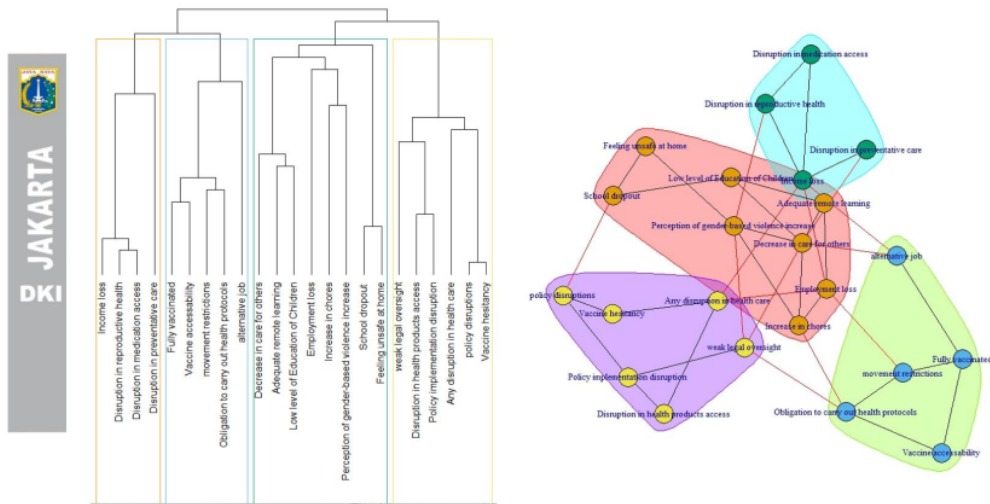 JAYA RAYA
DKI JAKARTA
Income loss
Disruption in reproductive health
Disruption in medication access
Disruption in preventative care
Fully vaccinated
Vaccine accessability
movement restrictions
Obligation to carry out health protocols
alternative job
Decrease in care for others
Adequate remote learning
Low level of Education of Children
Employment loss
Increase in chores
Perception of gender-based violence increase
School dropout
Feeling unsafe at home
weak legal oversight
Disruption in health products access
Policy implementation disruption
Any disruption in health care
policy disruptions
Vaccine hesitancy
Disruption in medication access
Disruption in reproductive health
Feeling unsafe at home
Disruption in preventative care
Low level of Education of Children
Income loss
School dropout
Adequate remote learning
Perception of gender-based violence increase
Decrease in care for others
alternative job
policy disruptions
Any disruption in health care
Employment loss
Vaccine hesitancy
Increase in chores
weak legal oversight
Fully vaccinated
Policy implementation disruption
movement restrictions
Disruption in health products access
Obligation to carry out health protocols
Vaccine accessability